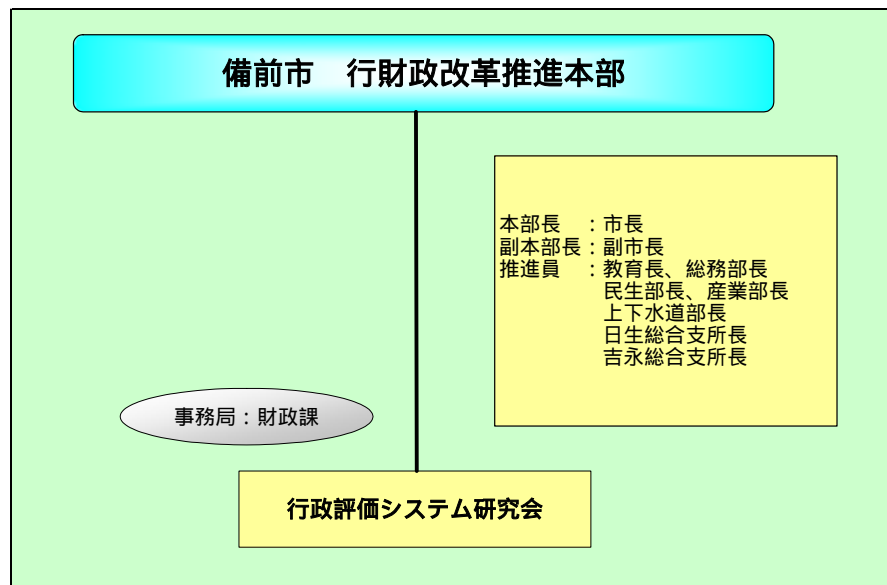 備前市　行財政改革推進本部
本部長　：市長
副本部長：副市長
推進員　：教育長、総務部長
民生部長、産業部長
上下水道部長
日生総合支所長
吉永総合支所長
事務局：財政課
行政評価システム研究会